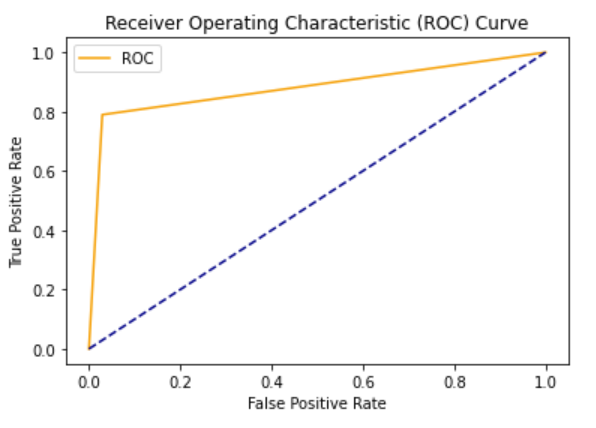 Receiver Operating Characteristic (ROC) Curve
ROC
1.0
0.8
0.6
0.4
0.2
0.0
True Positive Rate
0.0 0.2 0.4 0.6 0.8 1.0
False Positive Rate